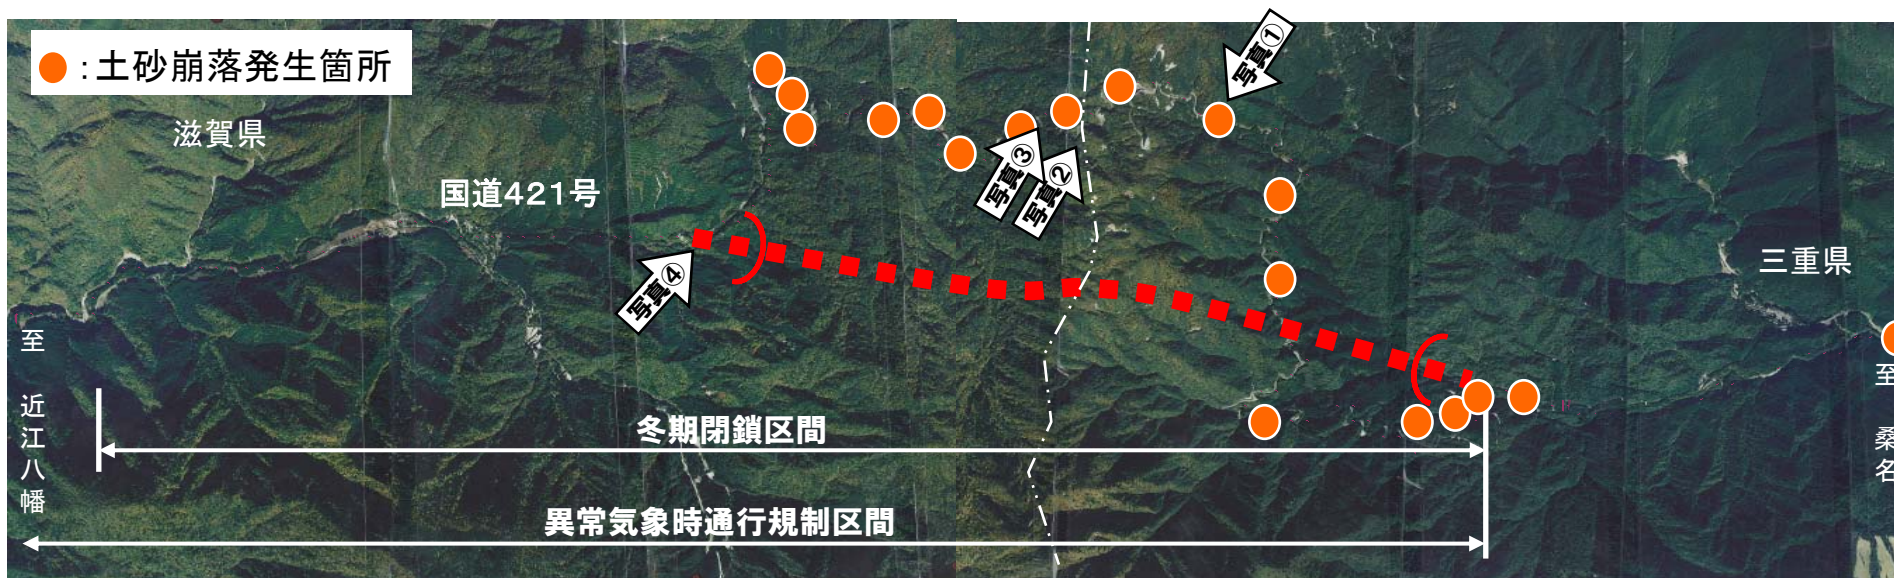 ：土砂崩落発生箇所
滋賀県
国道421号
写真①
写真③
写真②
写真④
三重県
至 近江八幡
至 桑名
冬期閉鎖区間
異常気象時通行規制区間